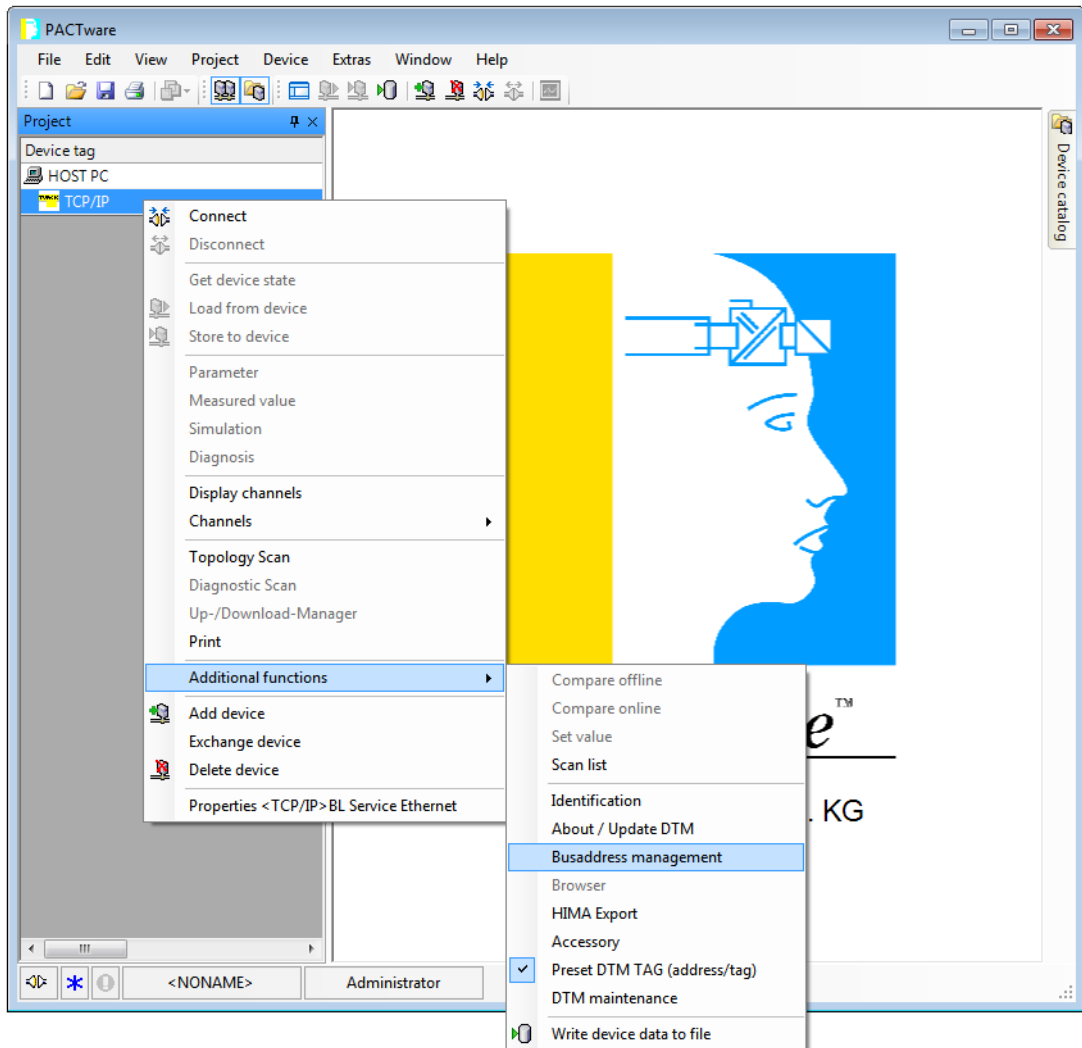 PACTware
File Edit View Project Device Extras Window Help
Project
Device tag
HOST PC
TURCK TCP/IP
Device catalog
Connect
Disconnect
Get device state
Load from device
Store to device
Parameter
Measured value
Simulation
Diagnosis
Display channels
Channels
Topology Scan
Diagnostic Scan
Up-/Download-Manager
Print
Additional functions
Add device
Exchange device
Delete device
Properties <TCP/IP>BL Service Ethernet
Compare offline
Compare online
Set value
Scan list
Identification
About / Update DTM
Busaddress management
Browser
HIMA Export
Accessory
Preset DTM TAG (address/tag)
DTM maintenance
Write device data to file
e™
. KG
<NONAME> Administrator